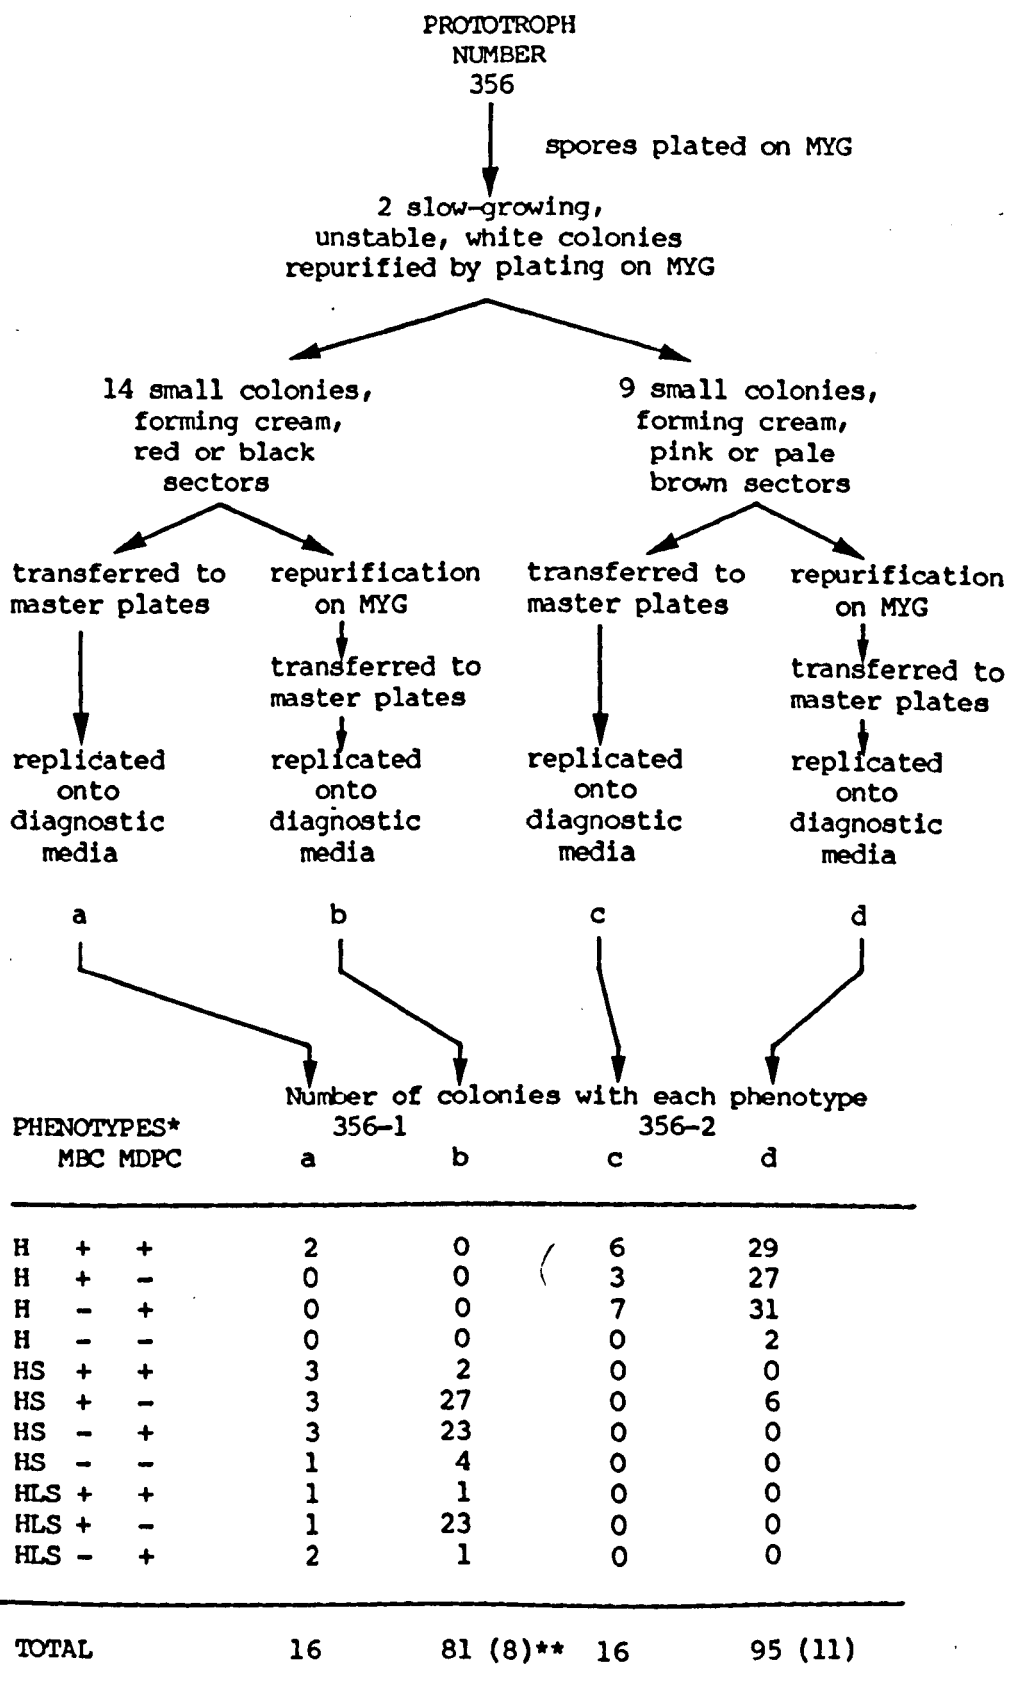 PROTOTROPH
NUMBER
356
spores plated on MYG
2 slow-growing,
unstable, white colonies
repurified by plating on MYG
14 small colonies,
forming cream,
red or black
sectors
9 small colonies,
forming cream,
pink or pale
brown sectors
transferred to
master plates
repurification
on MYG
transferred to
master plates
transferred to
master plates
repurification
on MYG
transferred to
master plates
replicated
onto
diagnostic
media
replicated
onto
diagnostic
media
replicated
onto
diagnostic
media
replicated
onto
diagnostic
media
a b c d
Number of colonies with each phenotype
PHENOTYPES* 356-1 356-2
MBC MDPC a b c d
H + + 2 0 6 29
H + - 0 0 3 27
H - + 0 0 7 31
H - - 0 0 0 2
HS + + 3 2 0 0
HS + - 3 27 0 6
HS - + 3 23 0 0
HS - - 1 4 0 0
HLS + + 1 1 0 0
HLS + - 1 23 0 0
HLS - + 2 1 0 0
TOTAL 16 81 (8)** 16 95 (11)